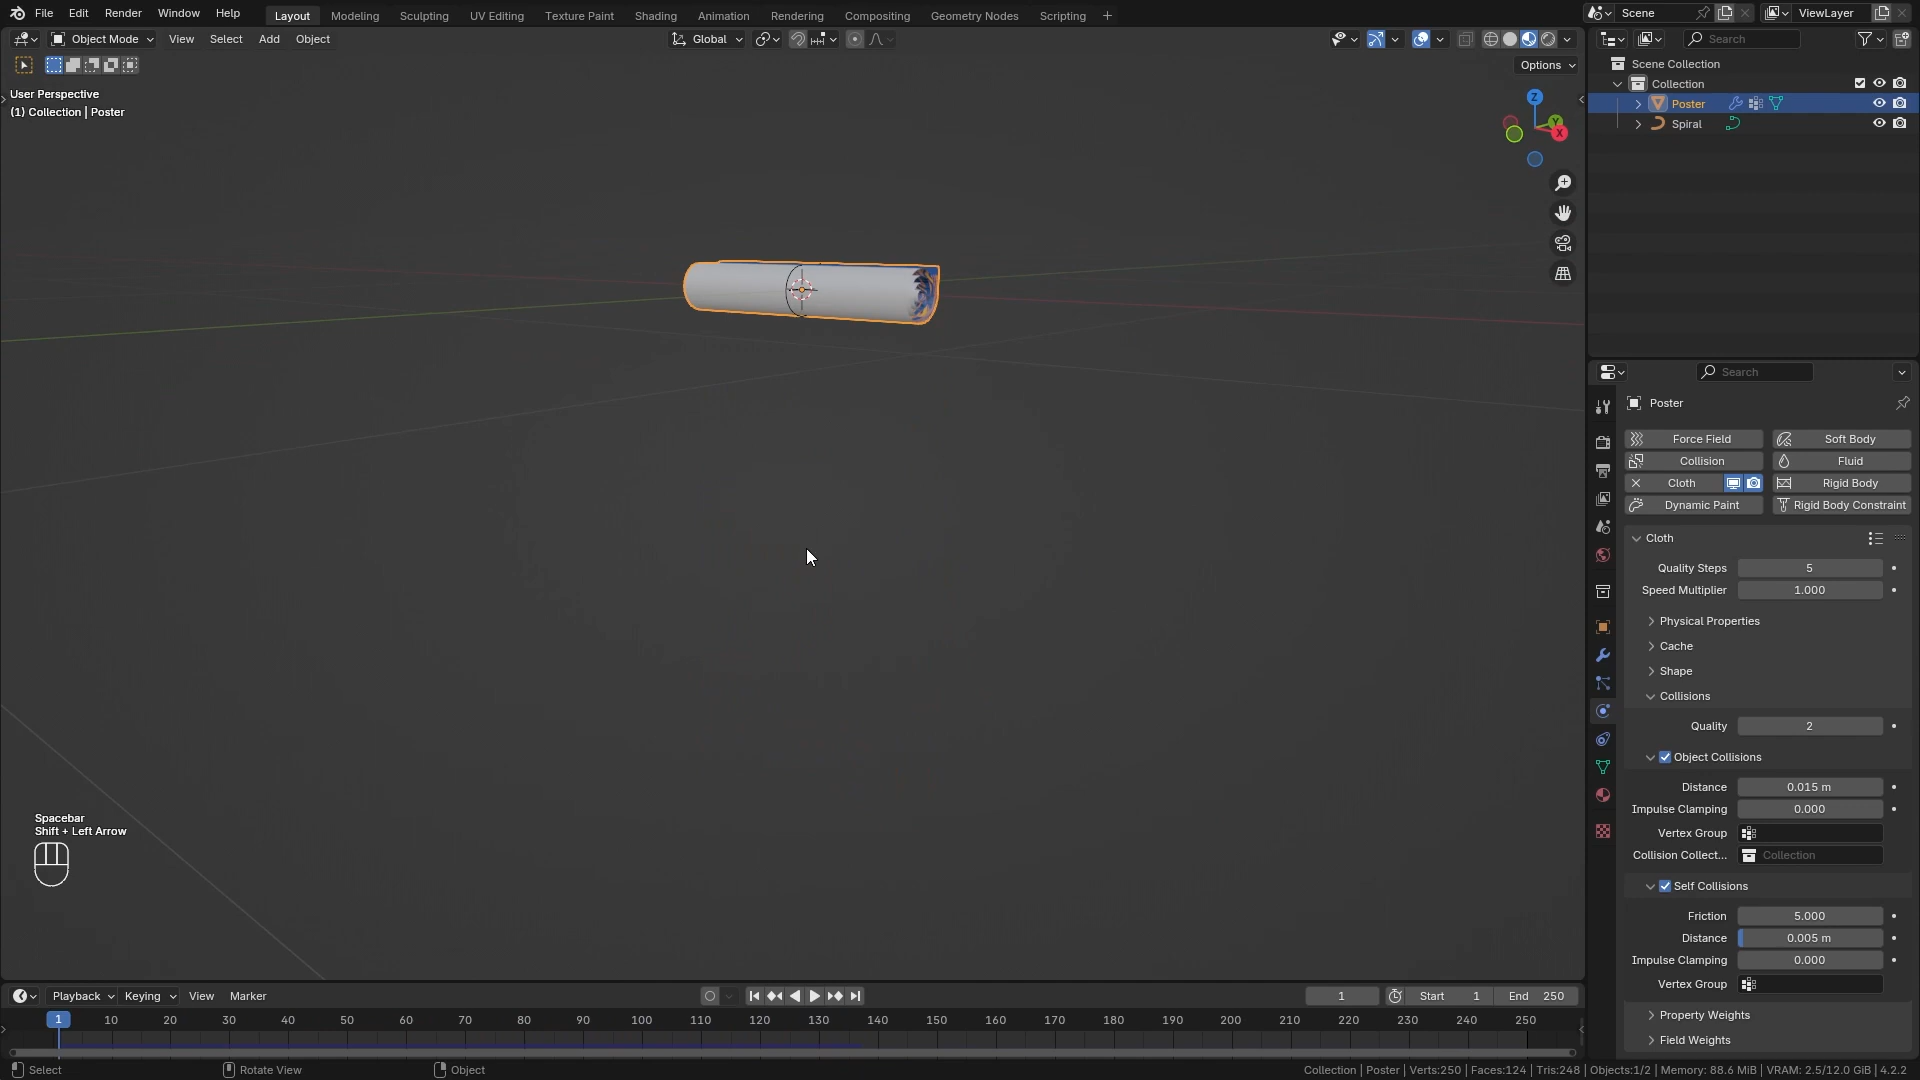 File Edit Render Window Help Layout Modeling Sculpting UV Editing Texture Paint Shading Animation Rendering Compositing Geometry Nodes Scripting + Scene ViewLayer
Object Mode View Select Add Object Global Search
Options
User Perspective
(1) Collection | Poster
Z
Y
X
Scene Collection
Collection
Poster
Spiral
Search
Poster
Force Field Soft Body
Collision Fluid
Cloth Rigid Body
Dynamic Paint Rigid Body Constraint
Cloth
Quality Steps 5
Speed Multiplier 1.000
Physical Properties
Cache
Shape
Collisions
Quality 2
Object Collisions
Distance 0.015 m
Impulse Clamping 0.000
Vertex Group
Collision Collect... Collection
Self Collisions
Friction 5.000
Distance 0.005 m
Impulse Clamping 0.000
Vertex Group
Property Weights
Field Weights
Spacebar
Shift + Left Arrow
Playback Keying View Marker 1 Start 1 End 250
1 10 20 30 40 50 60 70 80 90 100 110 120 130 140 150 160 170 180 190 200 210 220 230 240 250
Select Rotate View Object Collection | Poster | Verts:250 | Faces:124 | Tris:248 | Objects:1/2 | Memory: 88.6 MiB | VRAM: 2.5/12.0 GiB | 4.2.2